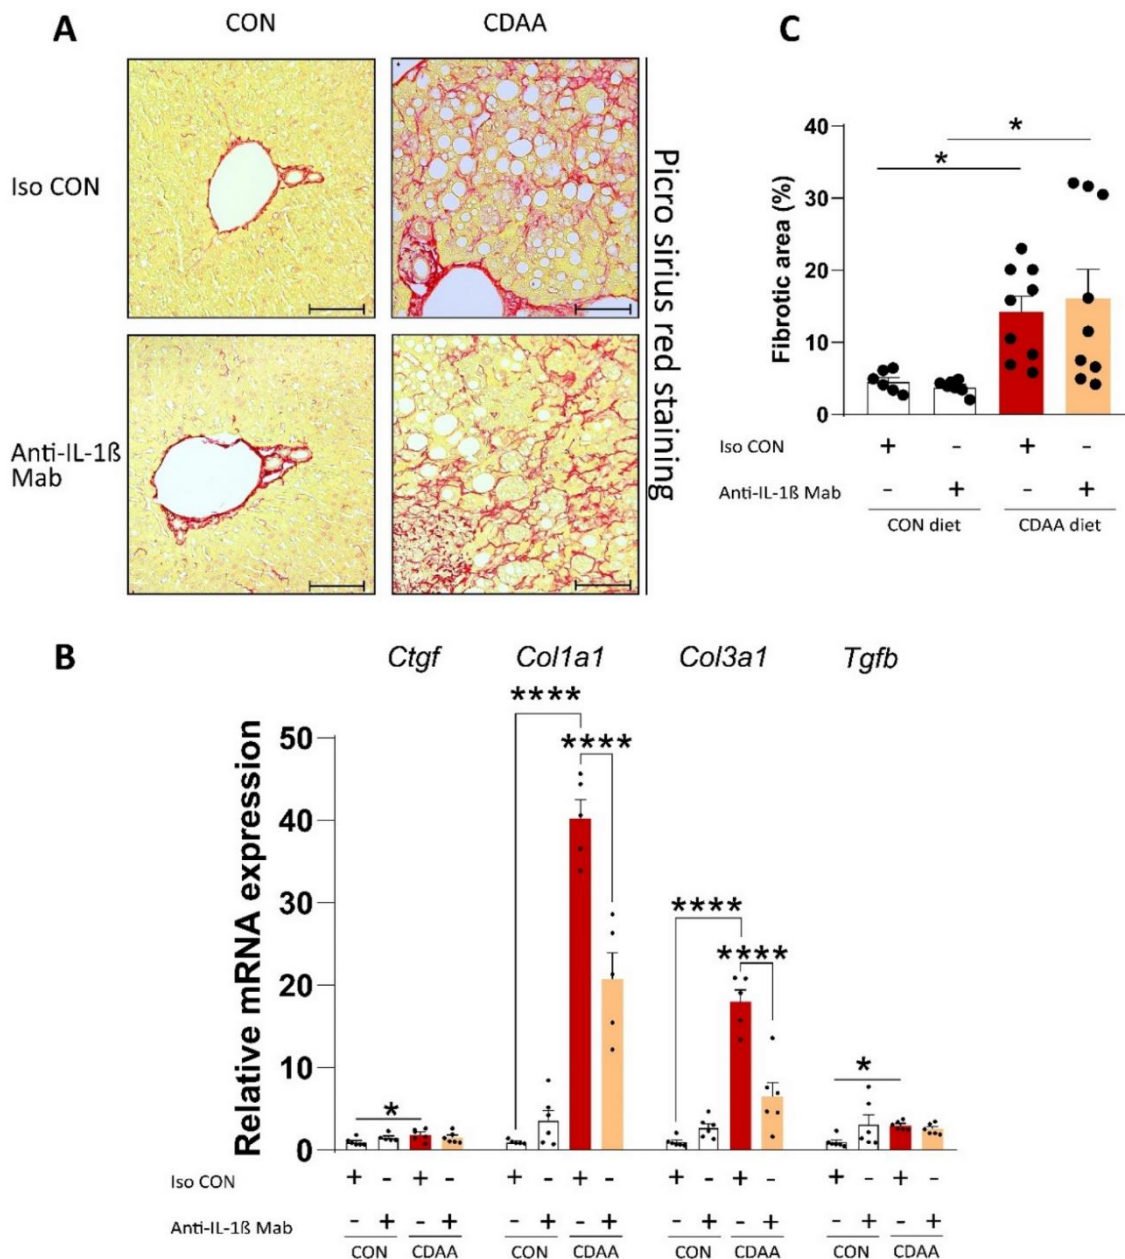 A
CON
CDAA
Iso CON
Anti-IL-1ß
Mab
Picro sirius red staining
C
Fibrotic area (%)
40
30
20
10
0
*
*
Iso CON + - + -
Anti-IL-1ß Mab - + - +
CON diet CDAA diet
B
Ctgf Col1a1 Col3a1 Tgfb
Relative mRNA expression
50
40
30
20
10
0
*
****
****
****
****
*
Iso CON + - + - + - + - + - + - + - + -
Anti-IL-1ß Mab - + - + - + - + - + - + - + - +
CON CDAA CON CDAA CON CDAA CON CDAA